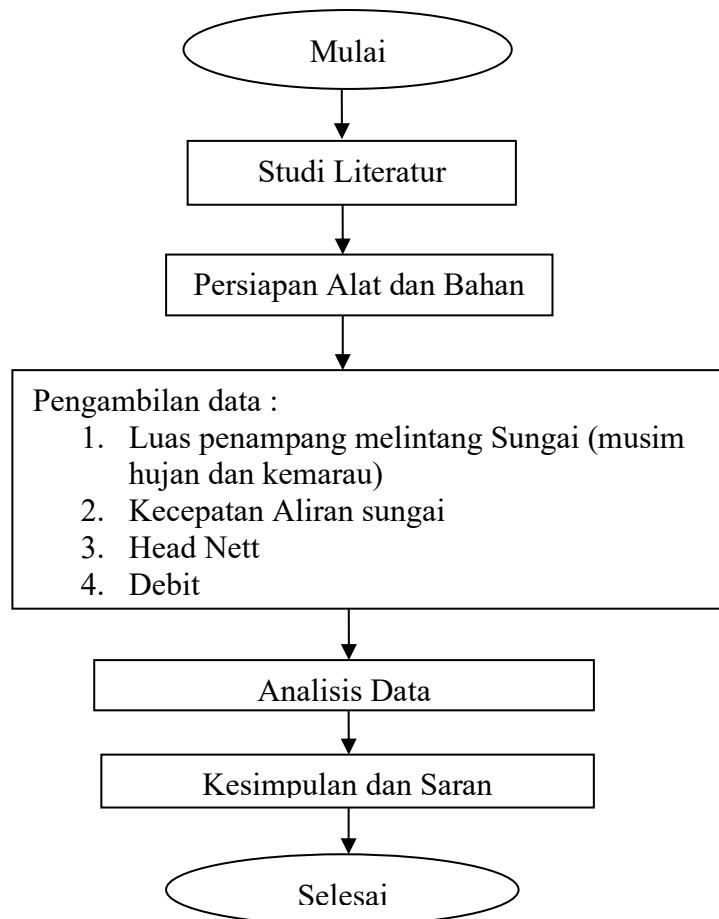 Mulai
Studi Literatur
Persiapan Alat dan Bahan
Pengambilan data :
1. Luas penampang melintang Sungai (musim
hujan dan kemarau)
2. Kecepatan Aliran sungai
3. Head Nett
4. Debit
Analisis Data
Kesimpulan dan Saran
Selesai